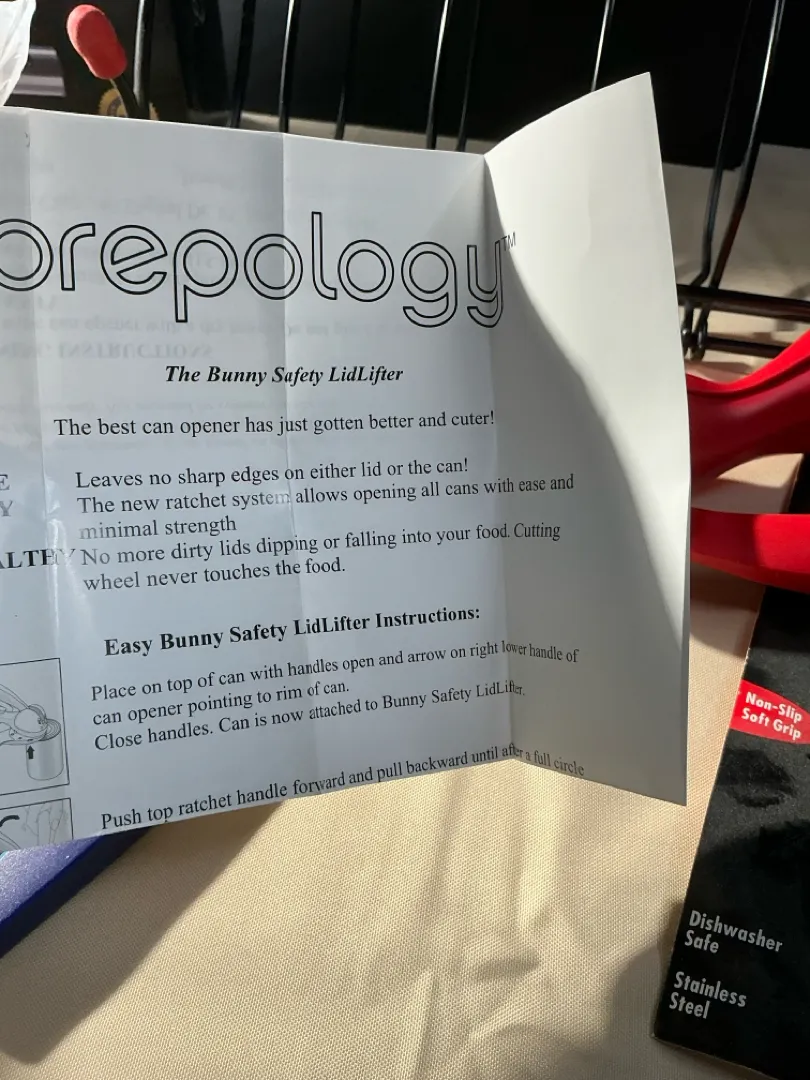 prepology™
The Bunny Safety LidLifter
The best can opener has just gotten better and cuter!
E
Y
Leaves no sharp edges on either lid or the can!
The new ratchet system allows opening all cans with ease and
minimal strength
ALTHY No more dirty lids dipping or falling into your food. Cutting
wheel never touches the food.
Easy Bunny Safety LidLifter Instructions:
Place on top of can with handles open and arrow on right lower handle of
can opener pointing to rim of can.
Close handles. Can is now attached to Bunny Safety LidLifter.
Push top ratchet handle forward and pull backward until after a full circle
Non-Slip
Soft Grip
Dishwasher
Safe
Stainless
Steel